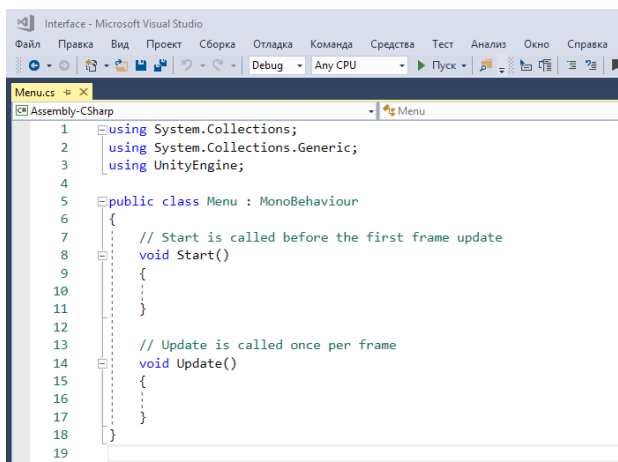 Interface - Microsoft Visual Studio
Файл Правка Вид Проект Сборка Отладка Команда Средства Тест Анализ Окно Справка
Debug Any CPU Пуск
Menu.cs
Assembly-CSharp Menu
1 using System.Collections;
2 using System.Collections.Generic;
3 using UnityEngine;
4
5 public class Menu : MonoBehaviour
6 {
7 // Start is called before the first frame update
8 void Start()
9 {
10
11 }
12
13 // Update is called once per frame
14 void Update()
15 {
16
17 }
18 }
19